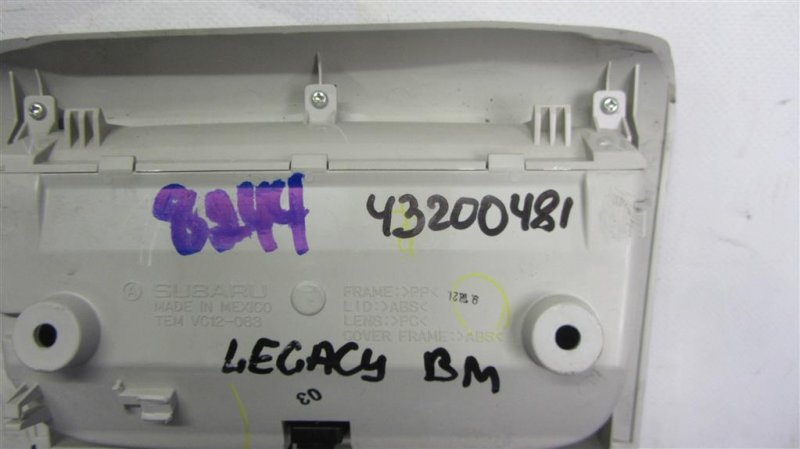 8244
43200481
A SUBARU
MADE IN MEXICO
TEM VC12-063
FRAME:>PP<
LID:>ABS<
LENS:>PC<
COVER FRAME:>ABS<
LEGACY BM
03